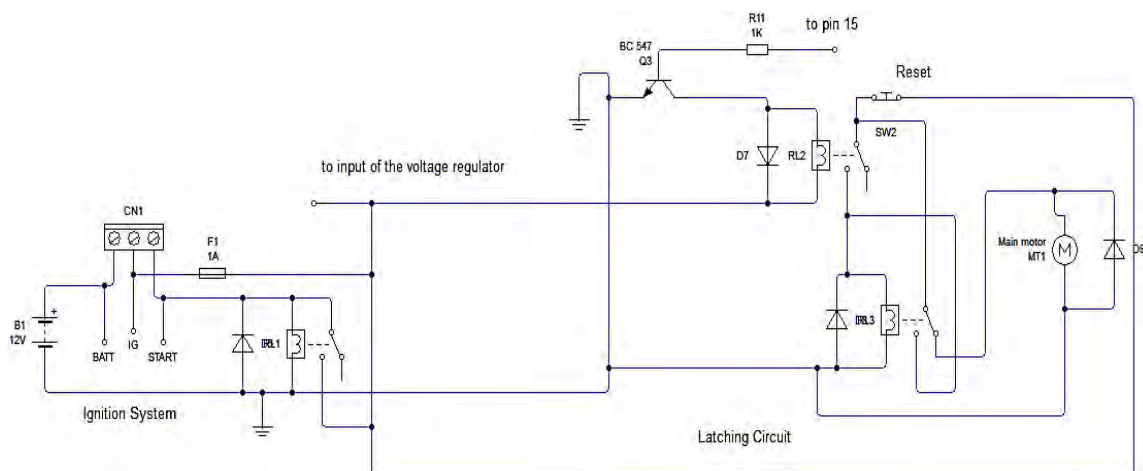 R11
1K
to pin 15
BC 547
Q3
Reset
SW2
D7
RL2
to input of the voltage regulator
CN1
F1
1A
Main motor
MT1
B1
12V
+
BATT
IG
START
M
Ignition System
Latching Circuit